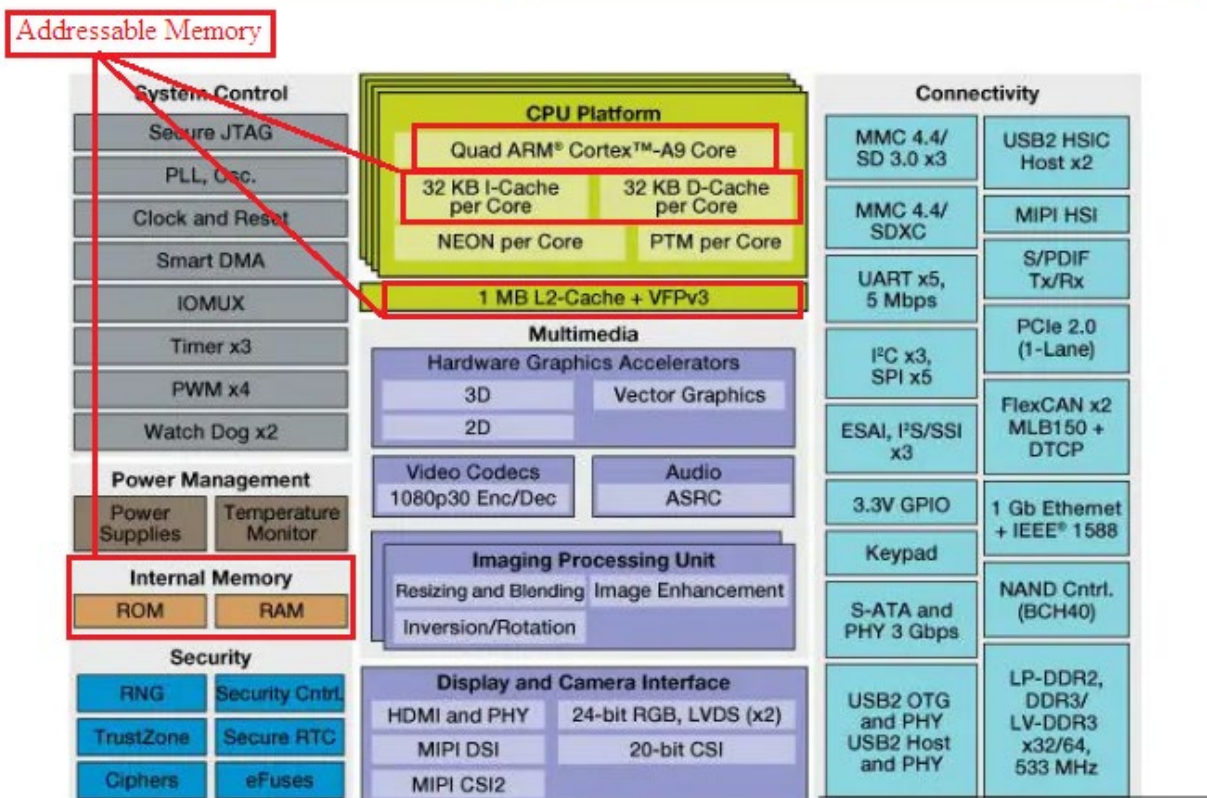 Addressable Memory
System Control
Secure JTAG
PLL, Osc.
Clock and Reset
Smart DMA
IOMUX
Timer x3
PWM x4
Watch Dog x2
Power Management
Power
Supplies
Temperature
Monitor
Internal Memory
ROM
RAM
Security
RNG
Security Cntrl.
TrustZone
Secure RTC
Ciphers
eFuses
CPU Platform
Quad ARM® Cortex™-A9 Core
32 KB I-Cache
per Core
32 KB D-Cache
per Core
NEON per Core
PTM per Core
1 MB L2-Cache + VFPv3
Multimedia
Hardware Graphics Accelerators
3D
Vector Graphics
2D
Video Codecs
1080p30 Enc/Dec
Audio
ASRC
Imaging Processing Unit
Resizing and Blending
Image Enhancement
Inversion/Rotation
Display and Camera Interface
HDMI and PHY
24-bit RGB, LVDS (x2)
MIPI DSI
20-bit CSI
MIPI CSI2
Connectivity
MMC 4.4/
SD 3.0 x3
MMC 4.4/
SDXC
UART x5,
5 Mbps
I²C x3,
SPI x5
ESAI, I²S/SSI
x3
3.3V GPIO
Keypad
S-ATA and
PHY 3 Gbps
USB2 OTG
and PHY
USB2 Host
and PHY
USB2 HSIC
Host x2
MIPI HSI
S/PDIF
Tx/Rx
PCIe 2.0
(1-Lane)
FlexCAN x2
MLB150 +
DTCP
1 Gb Ethernet
+ IEEE® 1588
NAND Cntrl.
(BCH40)
LP-DDR2,
DDR3/
LV-DDR3
x32/64,
533 MHz